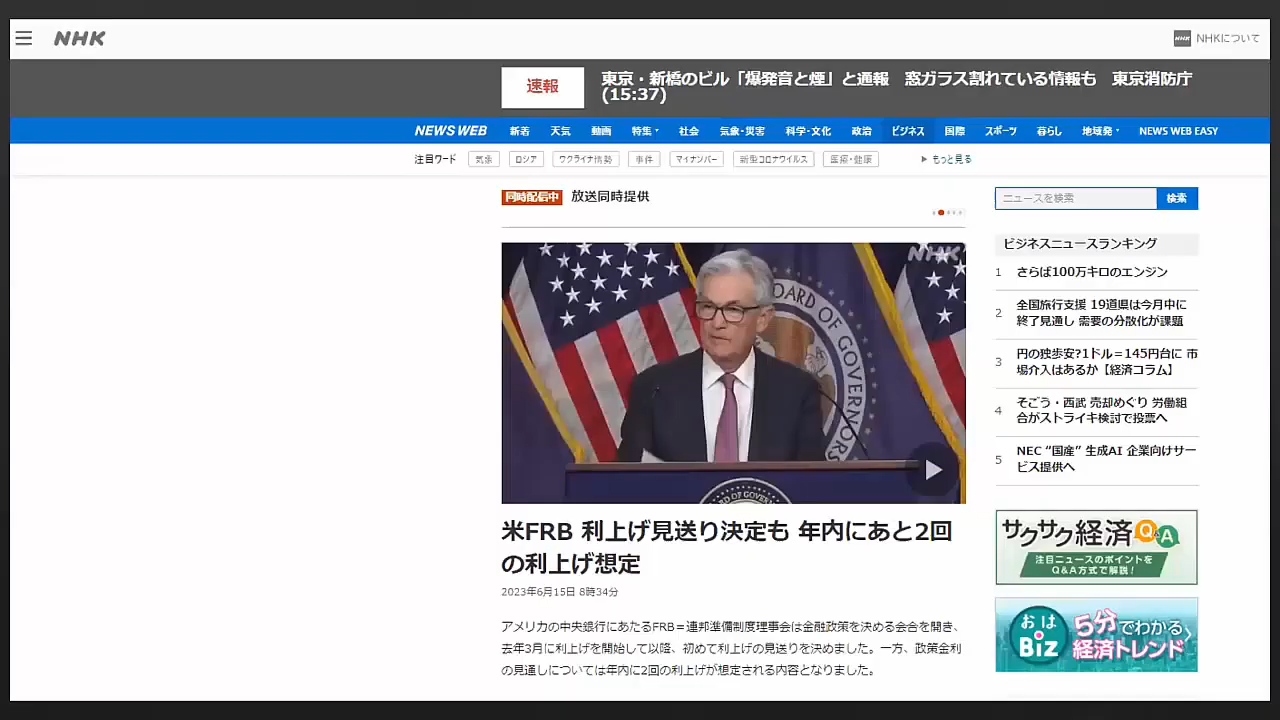 NHK
NHK NHKについて
速報
東京・新橋のビル「爆発音と煙」と通報 窓ガラス割れている情報も 東京消防庁
(15:37)
NEWS WEB 新着 天気 動画 特集 社会 気象・災害 科学・文化 政治 ビジネス 国際 スポーツ 暮らし 地域発 NEWS WEB EASY
注目ワード 気象 ロシア ウクライナ情勢 事件 マイナンバー 新型コロナウイルス 医療・健康 もっと見る
同時配信中 放送同時提供
NHK
OARD OF GOVERNORS
D OF GOVERN
米FRB 利上げ見送り決定も 年内にあと2回
の利上げ想定
2023年6月15日 8時34分
アメリカの中央銀行にあたるFRB＝連邦準備制度理事会は金融政策を決める会合を開き、
去年3月に利上げを開始して以降、初めて利上げの見送りを決めました。一方、政策金利
の見通しについては年内に2回の利上げが想定される内容となりました。
ニュースを検索 検索
ビジネスニュースランキング
1 さらば100万キロのエンジン
2 全国旅行支援 19道県は今月中に
終了見通し 需要の分散化が課題
3 円の独歩安?1ドル＝145円台に 市
場介入はあるか【経済コラム】
4 そごう・西武 売却めぐり 労働組
合がストライキ検討で投票へ
5 NEC “国産” 生成AI 企業向けサー
ビス提供へ
サクサク経済Q&A
注目ニュースのポイントを
Q&A方式で解説！
おはBiz
5分でわかる
経済トレンド